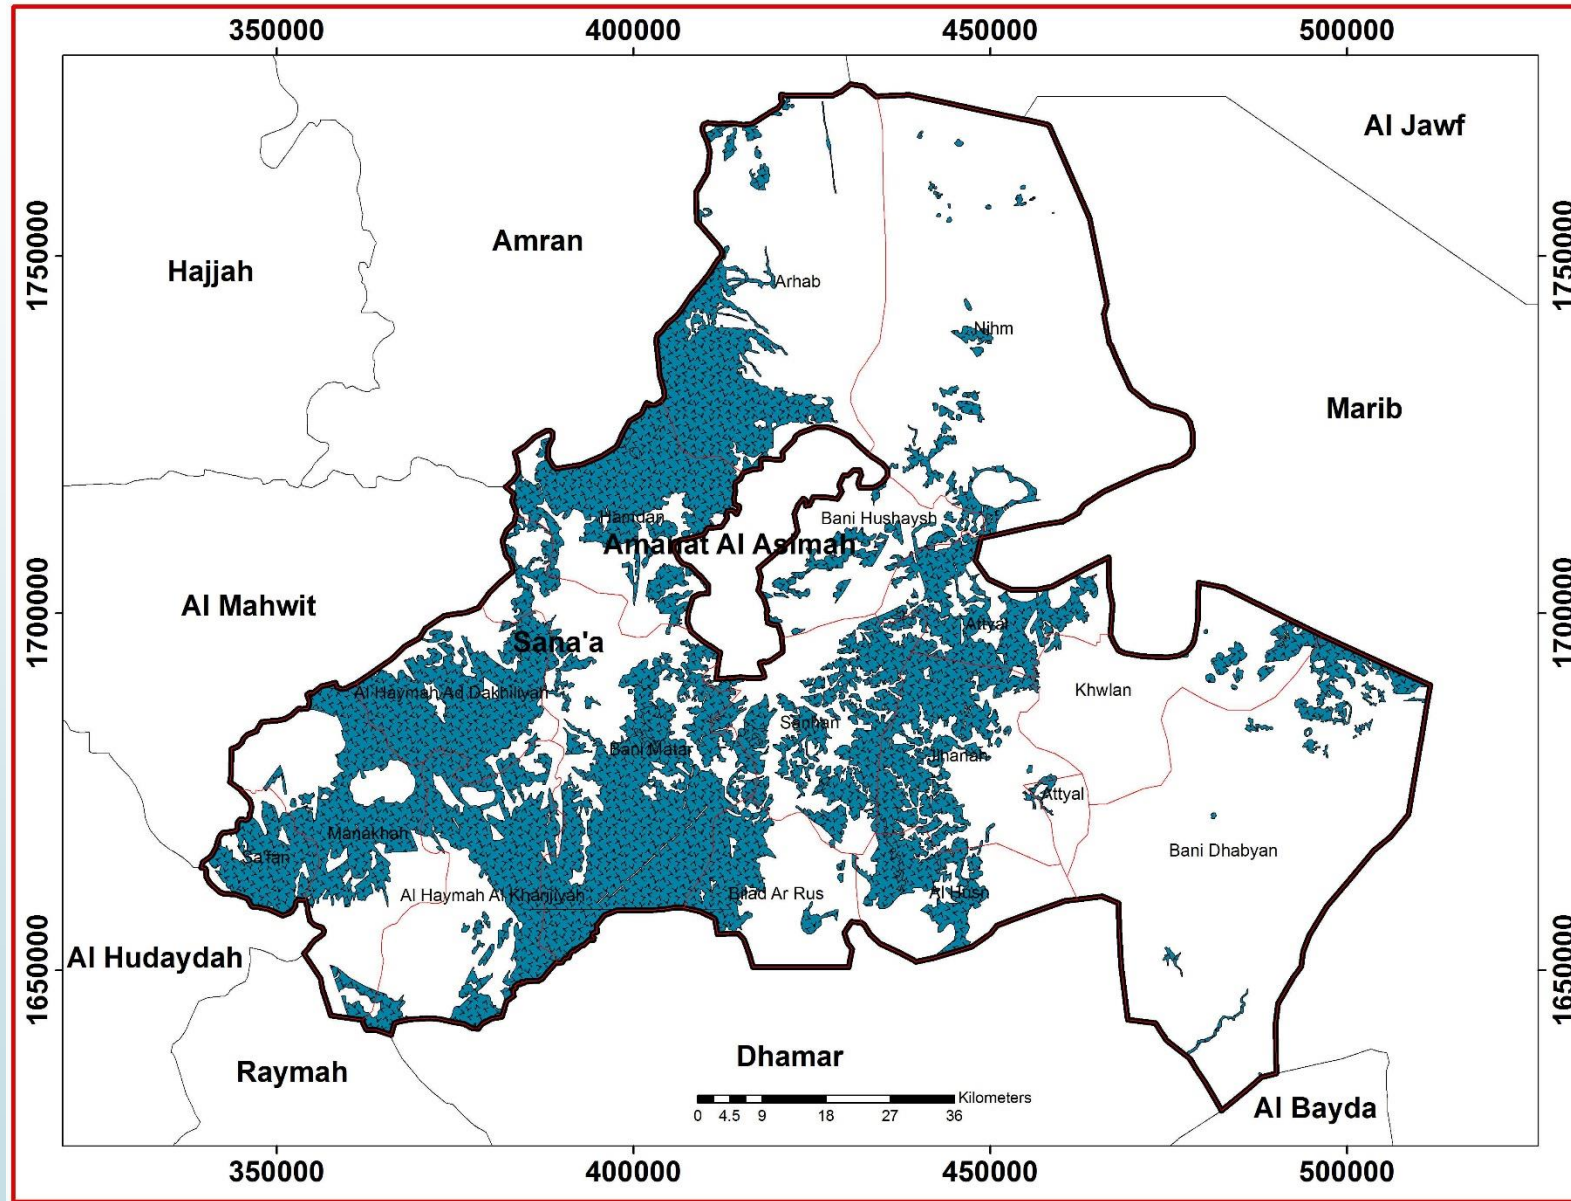 350000 400000 450000 500000
Al Jawf
1750000 1750000
Amran
Hajjah
Arhab
Nihm
Marib
Hamdan
Bani Hushaysh
Amanat Al Asimah
Al Mahwit
1700000 1700000
Attyal
Sana'a
Al Haymah Ad Dakhiliyah
Khwlan
Sanhan
Bani Matar
Jihanah
Attyal
Manakhah
Sa'fan
Bani Dhabyan
Al Haymah Al Kharijiyah
Bilad Ar Rus
Al Husn
Al Hudaydah
1650000 1650000
Dhamar
Raymah
Kilometers
0 4.5 9 18 27 36
Al Bayda
350000 400000 450000 500000